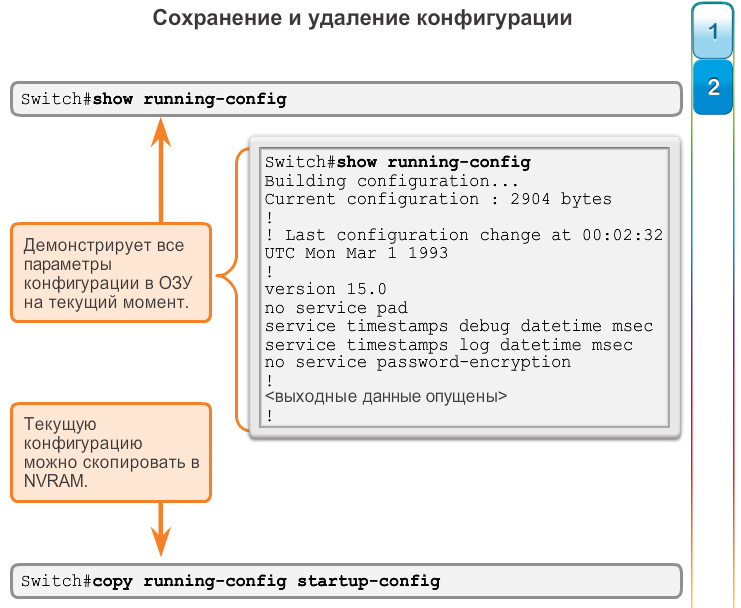 Сохранение и удаление конфигурации
1
2
Switch#show running-config
Switch#show running-config
Building configuration...
Current configuration : 2904 bytes
!
! Last configuration change at 00:02:32
UTC Mon Mar 1 1993
!
version 15.0
no service pad
service timestamps debug datetime msec
service timestamps log datetime msec
no service password-encryption
!
<выходные данные опущены>
!
Демонстрирует все
параметры
конфигурации в ОЗУ
на текущий момент.
Текущую
конфигурацию
можно скопировать в
NVRAM.
Switch#copy running-config startup-config